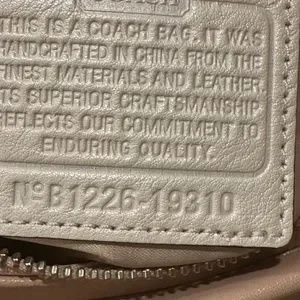 THIS IS A COACH BAG. IT WAS
HANDCRAFTED IN CHINA FROM THE
FINEST MATERIALS AND LEATHER.
ITS SUPERIOR CRAFTSMANSHIP
REFLECTS OUR COMMITMENT TO
ENDURING QUALITY.
NºB1226-19310